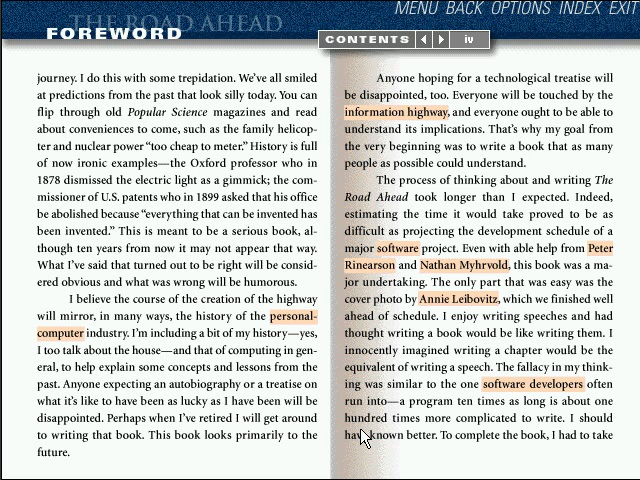 THE ROAD AHEAD
MENU BACK OPTIONS INDEX EXIT
FOREWORD
CONTENTS iv
journey. I do this with some trepidation. We've all smiled
at predictions from the past that look silly today. You can
flip through old Popular Science magazines and read
about conveniences to come, such as the family helicop-
ter and nuclear power “too cheap to meter.” History is full
of now ironic examples—the Oxford professor who in
1878 dismissed the electric light as a gimmick; the com-
missioner of U.S. patents who in 1899 asked that his office
be abolished because “everything that can be invented has
been invented.” This is meant to be a serious book, al-
though ten years from now it may not appear that way.
What I've said that turned out to be right will be consid-
ered obvious and what was wrong will be humorous.
I believe the course of the creation of the highway
will mirror, in many ways, the history of the personal-
computer industry. I'm including a bit of my history—yes,
I too talk about the house—and that of computing in gen-
eral, to help explain some concepts and lessons from the
past. Anyone expecting an autobiography or a treatise on
what it's like to have been as lucky as I have been will be
disappointed. Perhaps when I've retired I will get around
to writing that book. This book looks primarily to the
future.
Anyone hoping for a technological treatise will
be disappointed, too. Everyone will be touched by the
information highway, and everyone ought to be able to
understand its implications. That's why my goal from
the very beginning was to write a book that as many
people as possible could understand.
The process of thinking about and writing The
Road Ahead took longer than I expected. Indeed,
estimating the time it would take proved to be as
difficult as projecting the development schedule of a
major software project. Even with able help from Peter
Rinearson and Nathan Myhrvold, this book was a ma-
jor undertaking. The only part that was easy was the
cover photo by Annie Leibovitz, which we finished well
ahead of schedule. I enjoy writing speeches and had
thought writing a book would be like writing them. I
innocently imagined writing a chapter would be the
equivalent of writing a speech. The fallacy in my think-
ing was similar to the one software developers often
run into—a program ten times as long is about one
hundred times more complicated to write. I should
have known better. To complete the book, I had to take